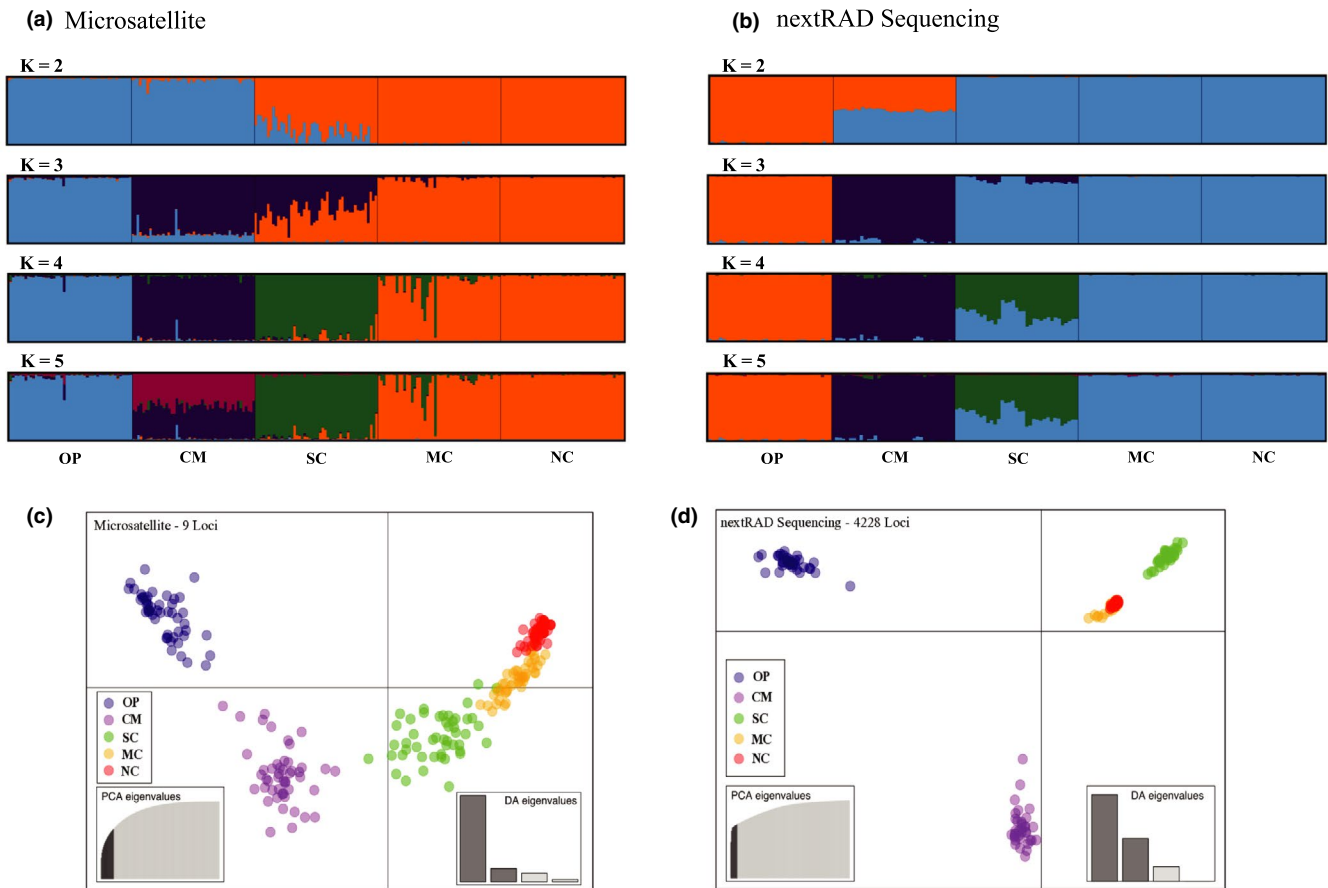 (a) Microsatellite
K = 2
K = 3
K = 4
K = 5
OP CM SC MC NC
(b) nextRAD Sequencing
K = 2
K = 3
K = 4
K = 5
OP CM SC MC NC
(c)
Microsatellite - 9 Loci
OP
CM
SC
MC
NC
PCA eigenvalues
DA eigenvalues
(d)
nextRAD Sequencing - 4228 Loci
OP
CM
SC
MC
NC
PCA eigenvalues
DA eigenvalues